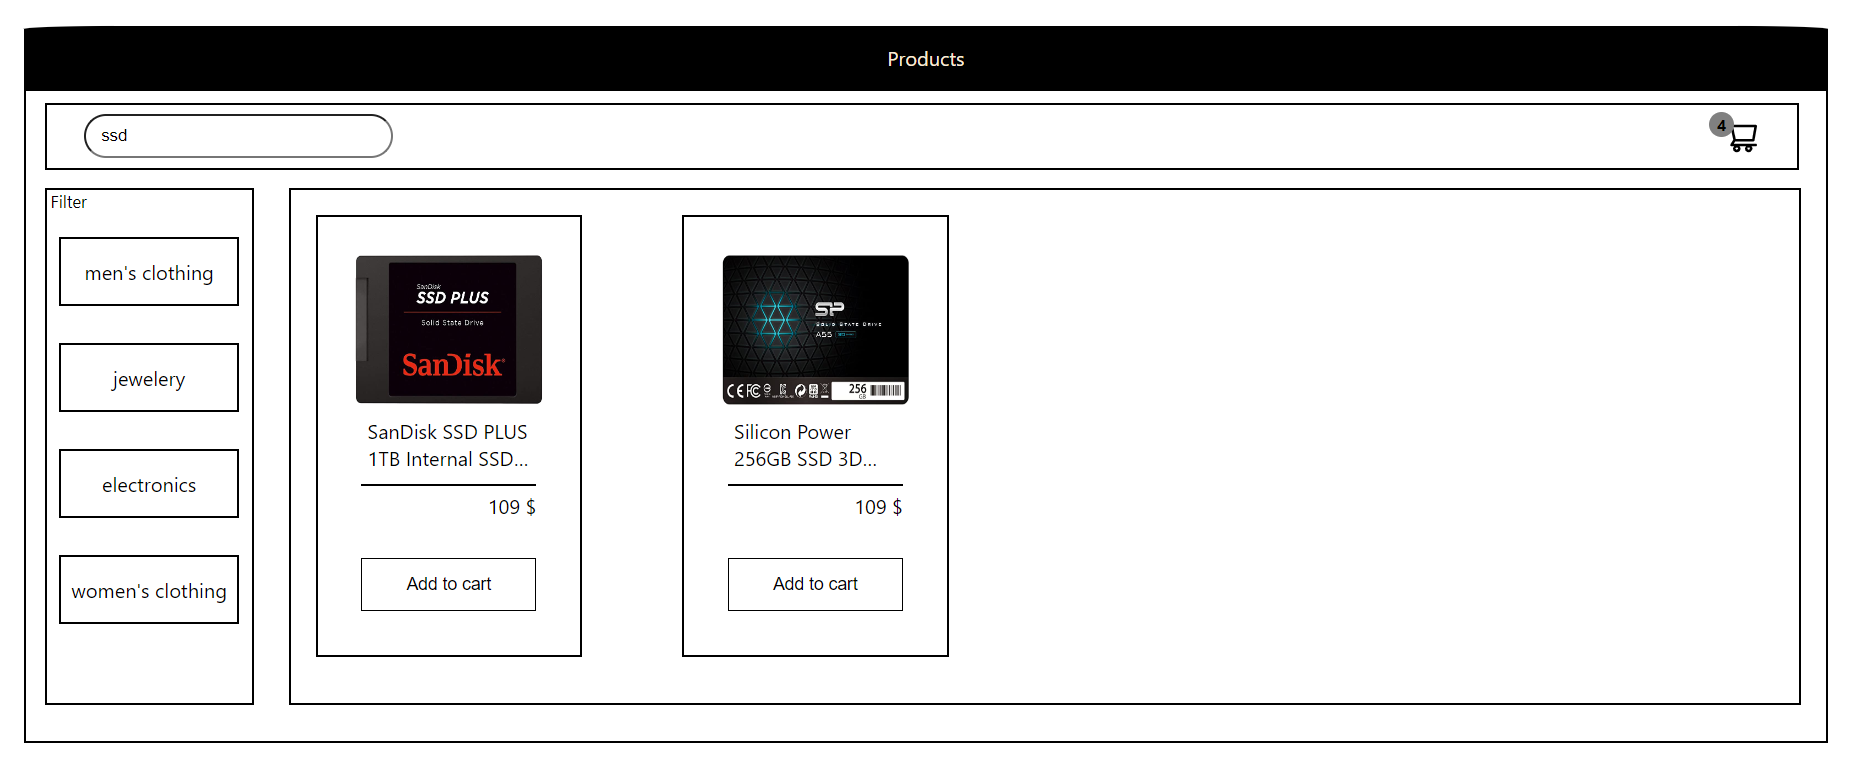 Products
ssd
4
Filter
men's clothing
jewelery
electronics
women's clothing
SanDisk
SSD PLUS
Solid State Drive
SanDisk
SanDisk SSD PLUS
1TB Internal SSD...
109 $
Add to cart
SP
SOLID STATE DRIVE
A55
256
GB
Silicon Power
256GB SSD 3D...
109 $
Add to cart